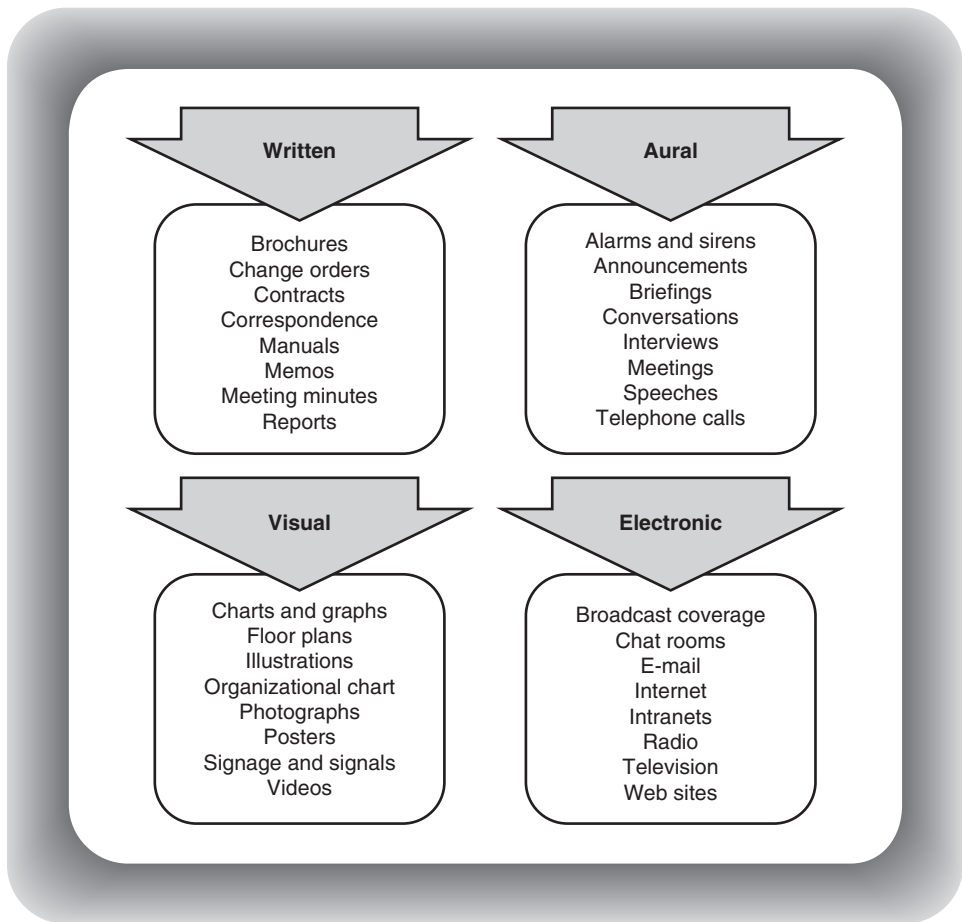 Written
Brochures
Change orders
Contracts
Correspondence
Manuals
Memos
Meeting minutes
Reports
Aural
Alarms and sirens
Announcements
Briefings
Conversations
Interviews
Meetings
Speeches
Telephone calls
Visual
Charts and graphs
Floor plans
Illustrations
Organizational chart
Photographs
Posters
Signage and signals
Videos
Electronic
Broadcast coverage
Chat rooms
E-mail
Internet
Intranets
Radio
Television
Web sites